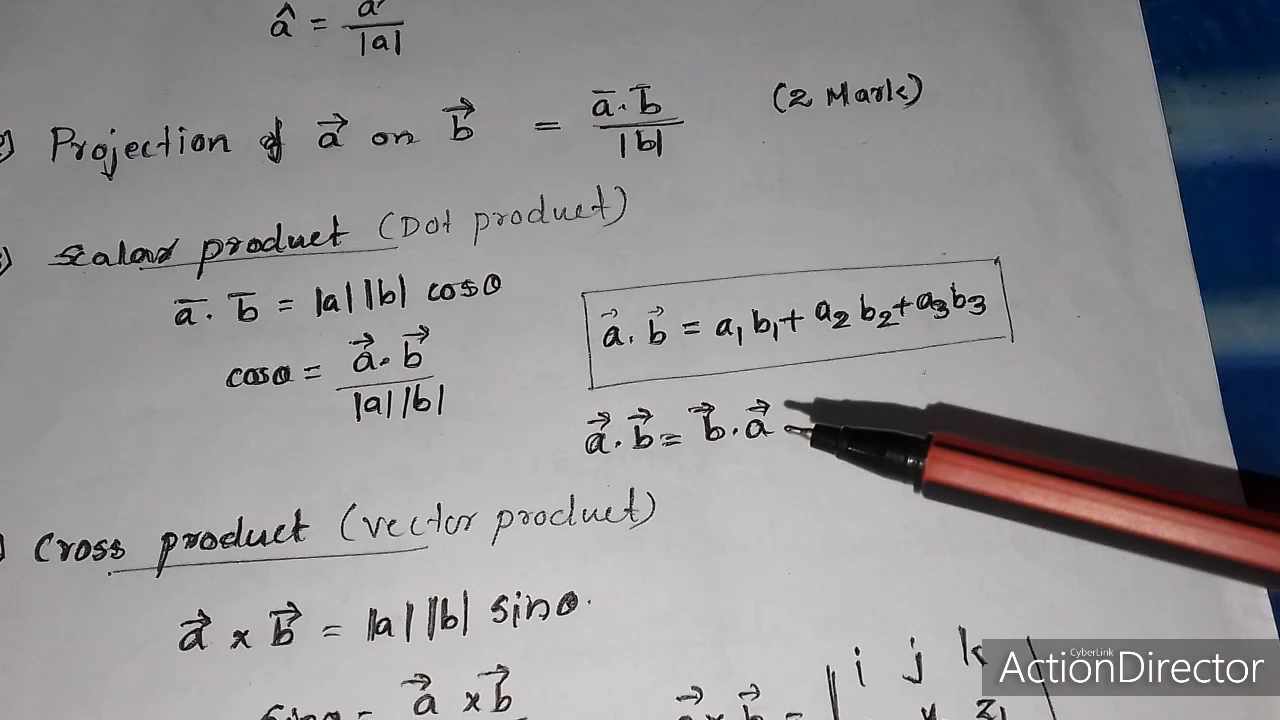 â = a⃗ / |a|
Projection of a⃗ on b⃗ = a̅ . b̅ / |b| (2 Mark)
Scalar product (Dot product)
a̅ . b̅ = |a| |b| cosθ
a⃗ . b⃗ = a₁b₁ + a₂b₂ + a₃b₃
cosθ = a⃗ . b⃗ / |a| |b|
a⃗ . b⃗ = b⃗ . a⃗
Cross product (vector product)
a⃗ x b⃗ = |a| |b| sinθ.
i j k
a⃗ x b⃗
CyberLink
ActionDirector